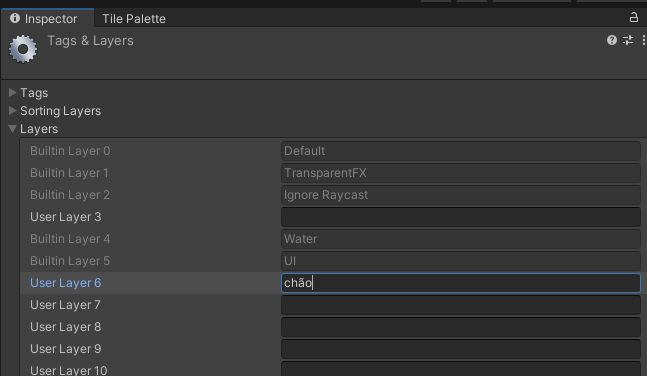 Inspector
Tile Palette
Tags & Layers
Tags
Sorting Layers
Layers
Builtin Layer 0 Default
Builtin Layer 1 TransparentFX
Builtin Layer 2 Ignore Raycast
User Layer 3
Builtin Layer 4 Water
Builtin Layer 5 UI
User Layer 6 chão
User Layer 7
User Layer 8
User Layer 9
User Layer 10